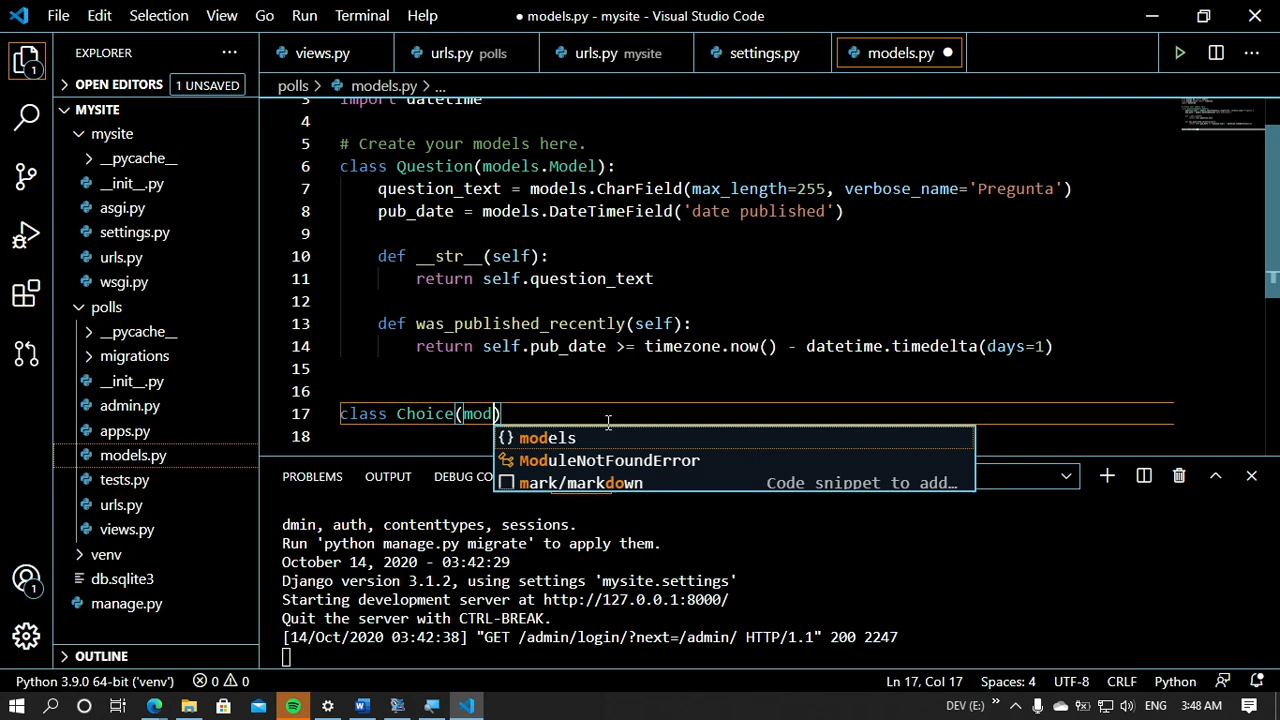 File Edit Selection View Go Run Terminal Help
● models.py - mysite - Visual Studio Code
EXPLORER
OPEN EDITORS 1 UNSAVED
MYSITE
mysite
__pycache__
__init__.py
asgi.py
settings.py
urls.py
wsgi.py
polls
__pycache__
migrations
__init__.py
admin.py
apps.py
models.py
tests.py
urls.py
views.py
venv
db.sqlite3
manage.py
OUTLINE
views.py urls.py polls urls.py mysite settings.py models.py ●
polls > models.py > ...
3 import datetime
4
5 # Create your models here.
6 class Question(models.Model):
7 question_text = models.CharField(max_length=255, verbose_name='Pregunta')
8 pub_date = models.DateTimeField('date published')
9
10 def __str__(self):
11 return self.question_text
12
13 def was_published_recently(self):
14 return self.pub_date >= timezone.now() - datetime.timedelta(days=1)
15
16
17 class Choice(mod)
18
{} models
ModuleNotFoundError
mark/markdown Code snippet to add…
PROBLEMS OUTPUT DEBUG CO
dmin, auth, contenttypes, sessions.
Run 'python manage.py migrate' to apply them.
October 14, 2020 - 03:42:29
Django version 3.1.2, using settings 'mysite.settings'
Starting development server at http://127.0.0.1:8000/
Quit the server with CTRL-BREAK.
[14/Oct/2020 03:42:38] "GET /admin/login/?next=/admin/ HTTP/1.1" 200 2247
Python 3.9.0 64-bit ('venv') 0 0 Ln 17, Col 17 Spaces: 4 UTF-8 CRLF Python
DEV (E:) ENG 3:48 AM